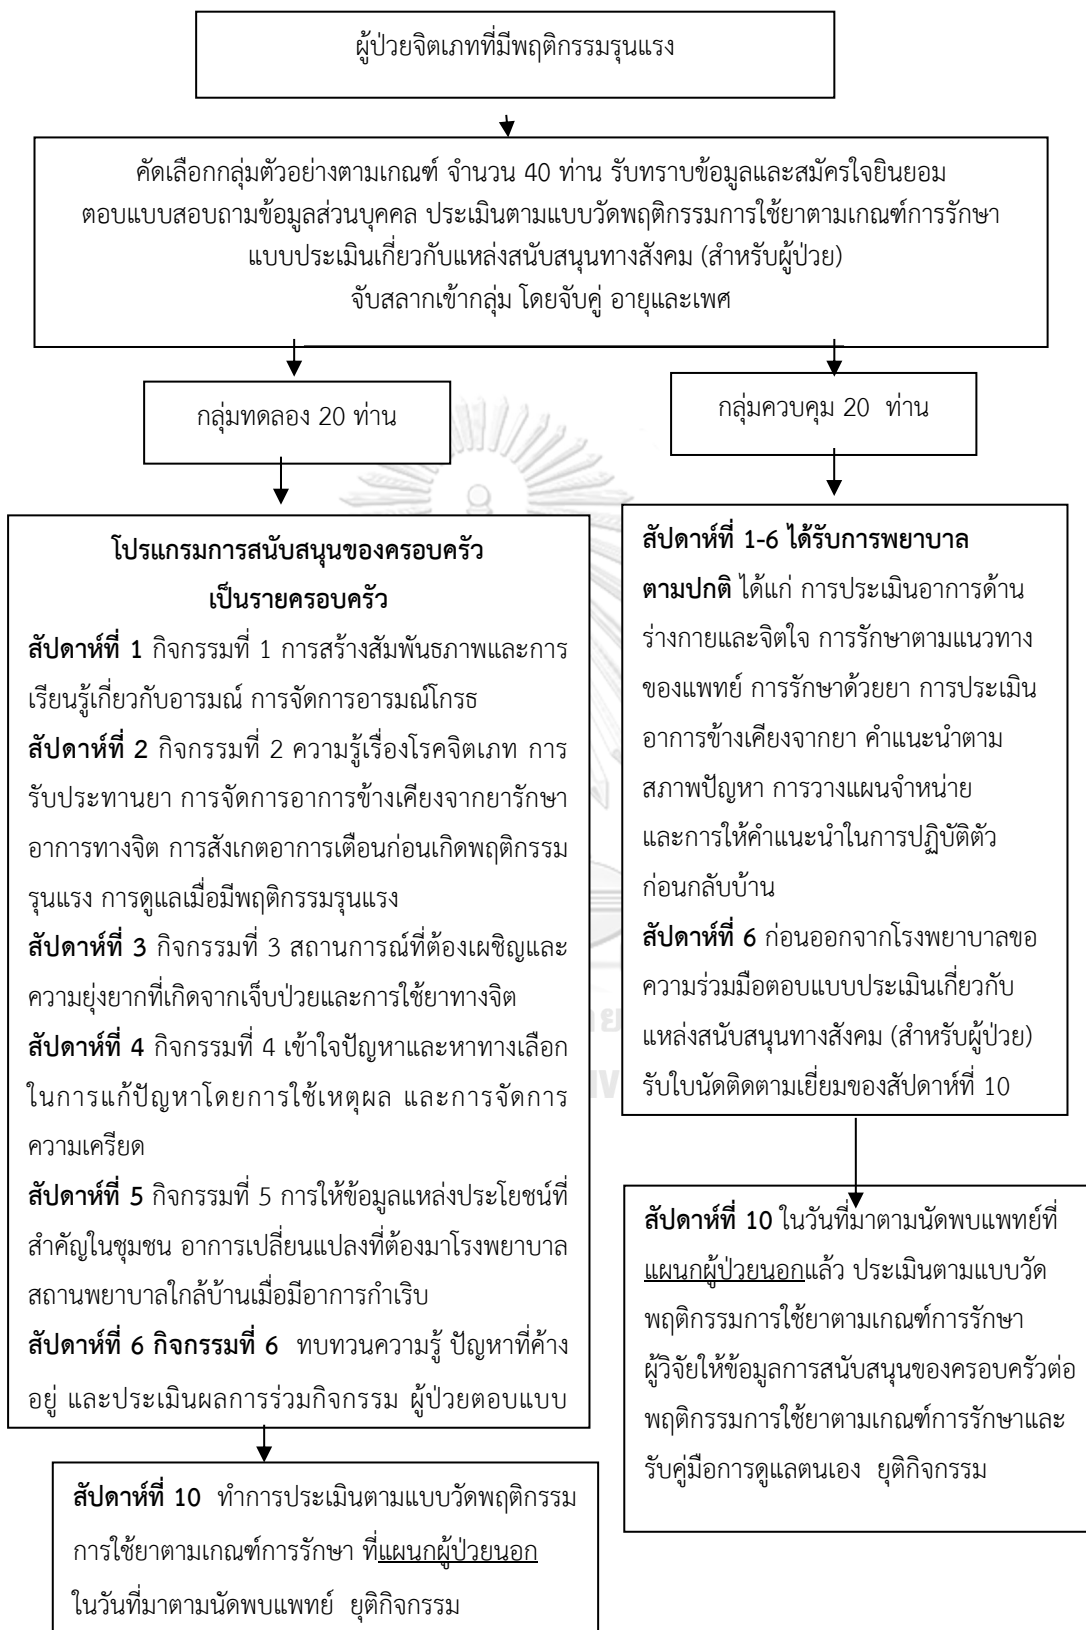 ผู้ป่วยจิตเภทที่มีพฤติกรรมรุนแรง
คัดเลือกกลุ่มตัวอย่างตามเกณฑ์ จำนวน 40 ท่าน รับทราบข้อมูลและสมัครใจยินยอม
ตอบแบบสอบถามข้อมูลส่วนบุคคล ประเมินตามแบบวัดพฤติกรรมการใช้ยาตามเกณฑ์การรักษา
แบบประเมินเกี่ยวกับแหล่งสนับสนุนทางสังคม (สำหรับผู้ป่วย)
จับสลากเข้ากลุ่ม โดยจับคู่ อายุและเพศ
กลุ่มทดลอง 20 ท่าน
กลุ่มควบคุม 20 ท่าน
โปรแกรมการสนับสนุนของครอบครัว
เป็นรายครอบครัว
สัปดาห์ที่ 1 กิจกรรมที่ 1 การสร้างสัมพันธภาพและการ
เรียนรู้เกี่ยวกับอารมณ์ การจัดการอารมณ์โกรธ
สัปดาห์ที่ 2 กิจกรรมที่ 2 ความรู้เรื่องโรคจิตเภท การ
รับประทานยา การจัดการอาการข้างเคียงจากยารักษา
อาการทางจิต การสังเกตอาการเตือนก่อนเกิดพฤติกรรม
รุนแรง การดูแลเมื่อมีพฤติกรรมรุนแรง
สัปดาห์ที่ 3 กิจกรรมที่ 3 สถานการณ์ที่ต้องเผชิญและ
ความยุ่งยากที่เกิดจากเจ็บป่วยและการใช้ยาทางจิต
สัปดาห์ที่ 4 กิจกรรมที่ 4 เข้าใจปัญหาและหาทางเลือก
ในการแก้ปัญหาโดยการใช้เหตุผล และการจัดการ
ความเครียด
สัปดาห์ที่ 5 กิจกรรมที่ 5 การให้ข้อมูลแหล่งประโยชน์ที่
สำคัญในชุมชน อาการเปลี่ยนแปลงที่ต้องมาโรงพยาบาล
สถานพยาบาลใกล้บ้านเมื่อมีอาการกำเริบ
สัปดาห์ที่ 6 กิจกรรมที่ 6 ทบทวนความรู้ ปัญหาที่ค้าง
อยู่ และประเมินผลการร่วมกิจกรรม ผู้ป่วยตอบแบบ
สัปดาห์ที่ 1-6 ได้รับการพยาบาล
ตามปกติ ได้แก่ การประเมินอาการด้าน
ร่างกายและจิตใจ การรักษาตามแนวทาง
ของแพทย์ การรักษาด้วยยา การประเมิน
อาการข้างเคียงจากยา คำแนะนำตาม
สภาพปัญหา การวางแผนจำหน่าย
และการให้คำแนะนำในการปฏิบัติตัว
ก่อนกลับบ้าน
สัปดาห์ที่ 6 ก่อนออกจากโรงพยาบาลขอ
ความร่วมมือตอบแบบประเมินเกี่ยวกับ
แหล่งสนับสนุนทางสังคม (สำหรับผู้ป่วย)
รับใบนัดติดตามเยี่ยมของสัปดาห์ที่ 10
สัปดาห์ที่ 10 ในวันที่มาตามนัดพบแพทย์ที่
แผนกผู้ป่วยนอกแล้ว ประเมินตามแบบวัด
พฤติกรรมการใช้ยาตามเกณฑ์การรักษา
ผู้วิจัยให้ข้อมูลการสนับสนุนของครอบครัวต่อ
พฤติกรรมการใช้ยาตามเกณฑ์การรักษาและ
รับคู่มือการดูแลตนเอง ยุติกิจกรรม
สัปดาห์ที่ 10 ทำการประเมินตามแบบวัดพฤติกรรม
การใช้ยาตามเกณฑ์การรักษา ที่แผนกผู้ป่วยนอก
ในวันที่มาตามนัดพบแพทย์ ยุติกิจกรรม